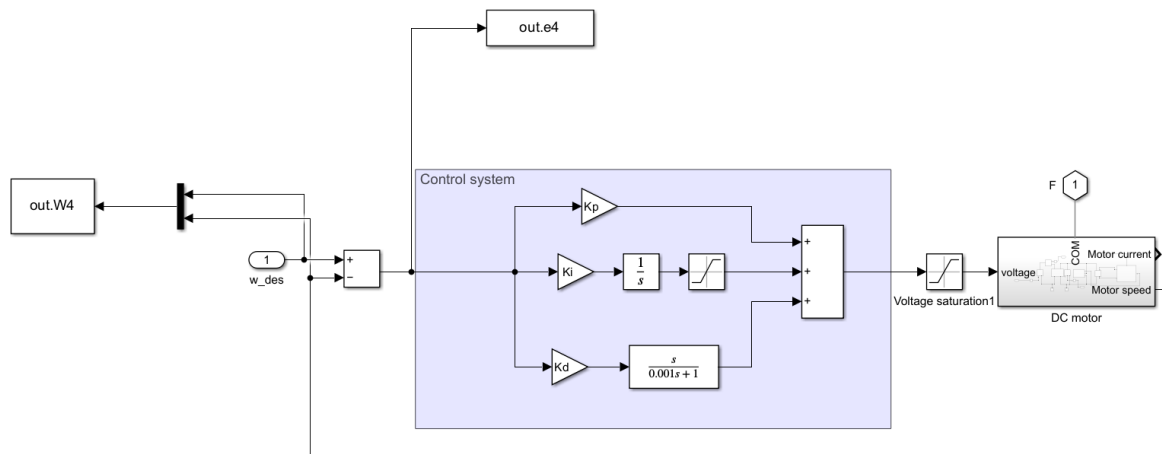 out.e4
Control system
out.W4
F
1
Kp
COM
1
w_des
+
−
Ki
1
s
+
+
+
voltage
Motor current
Motor speed
Voltage saturation1
DC motor
Kd
s
0.001s + 1